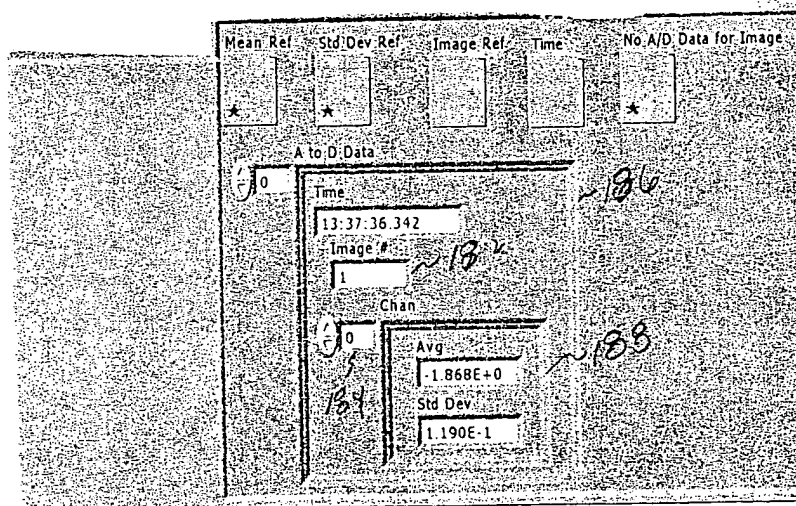 Mean Ref Std Dev Ref Image Ref Time No A/D Data for Image
A to D Data
0
Time
186
13:37:36.342
Image #
182
1
Chan
0
Avg
188
-1.868E+0
184
Std Dev
1.190E-1